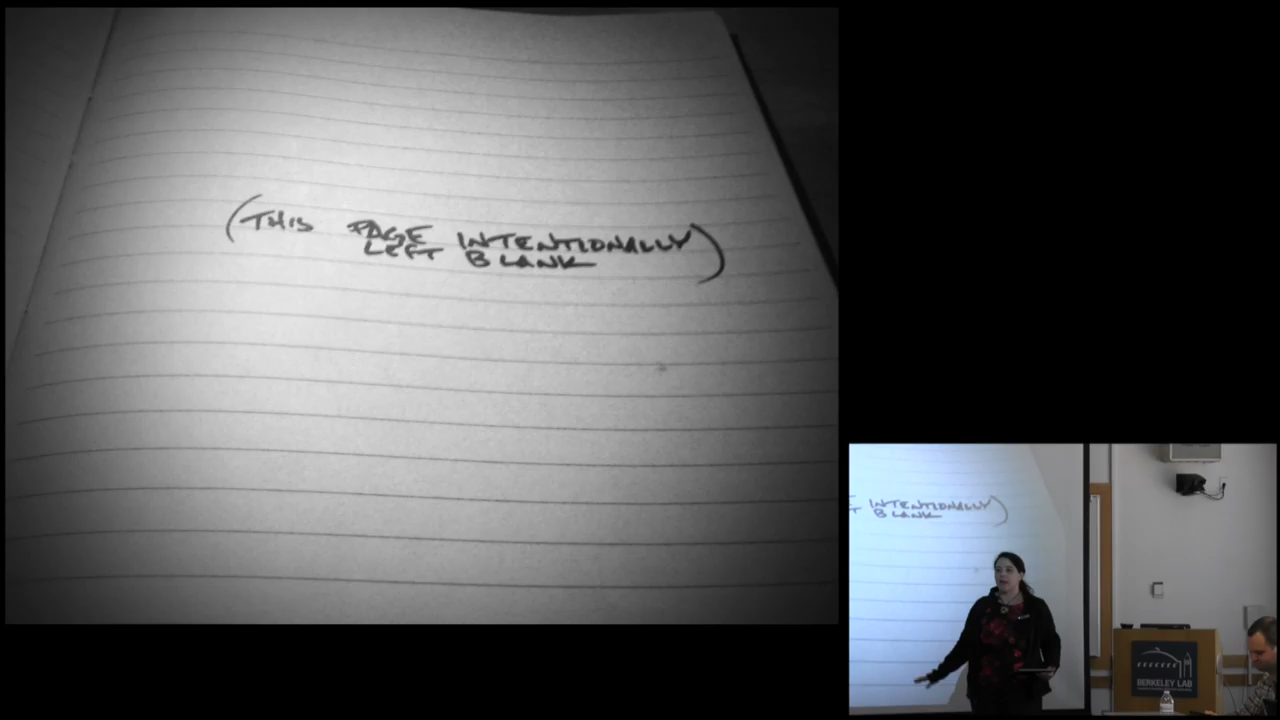 (THIS PAGE INTENTIONALLY
LEFT BLANK)
E INTENTIONALLY
T BLANK)
BERKELEY LAB